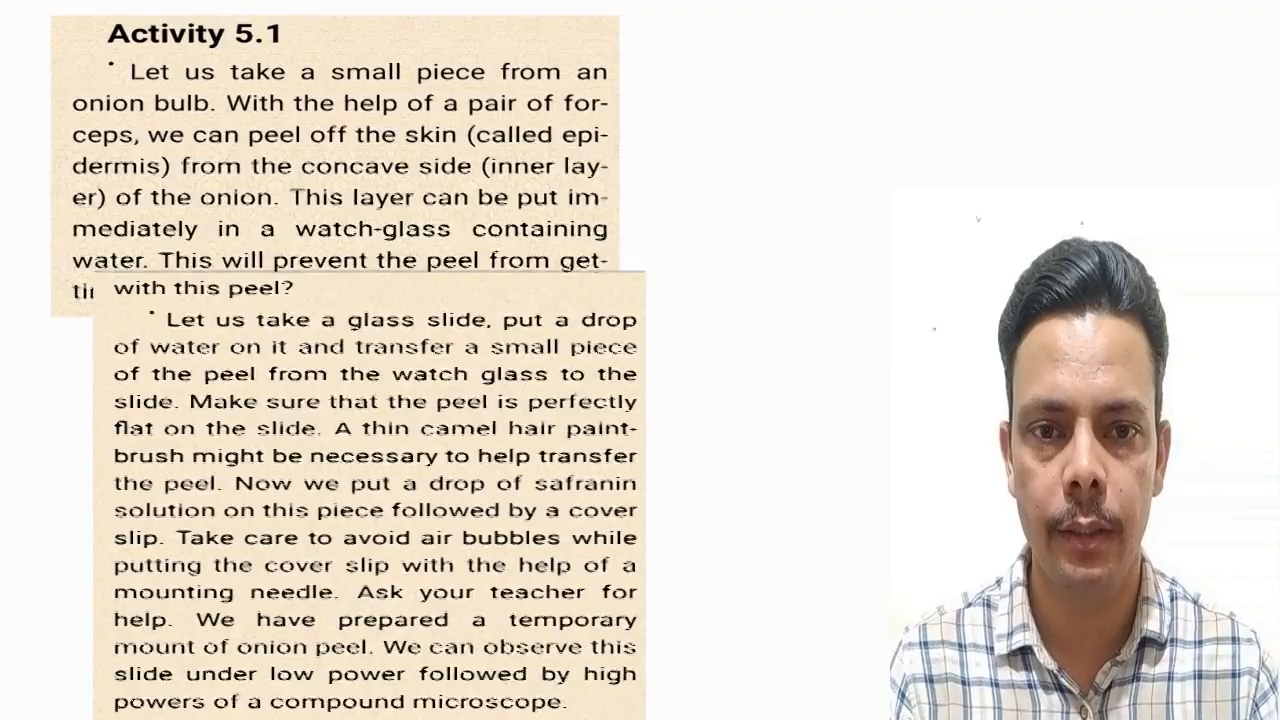 Activity 5.1
• Let us take a small piece from an
onion bulb. With the help of a pair of for-
ceps, we can peel off the skin (called epi-
dermis) from the concave side (inner lay-
er) of the onion. This layer can be put im-
mediately in a watch-glass containing
water. This will prevent the peel from get-
with this peel?
• Let us take a glass slide, put a drop
of water on it and transfer a small piece
of the peel from the watch glass to the
slide. Make sure that the peel is perfectly
flat on the slide. A thin camel hair paint-
brush might be necessary to help transfer
the peel. Now we put a drop of safranin
solution on this piece followed by a cover
slip. Take care to avoid air bubbles while
putting the cover slip with the help of a
mounting needle. Ask your teacher for
help. We have prepared a temporary
mount of onion peel. We can observe this
slide under low power followed by high
powers of a compound microscope.